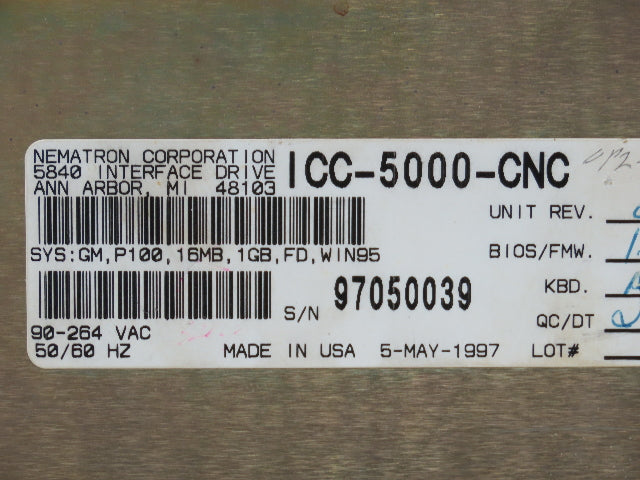 NEMATRON CORPORATION
5840 INTERFACE DRIVE
ANN ARBOR, MI 48103
ICC-5000-CNC
UNIT REV.
SYS:GM,P100,16MB,1GB,FD,WIN95
BIOS/FMW.
KBD.
S/N 97050039
QC/DT
90-264 VAC
50/60 HZ
MADE IN USA 5-MAY-1997
LOT#